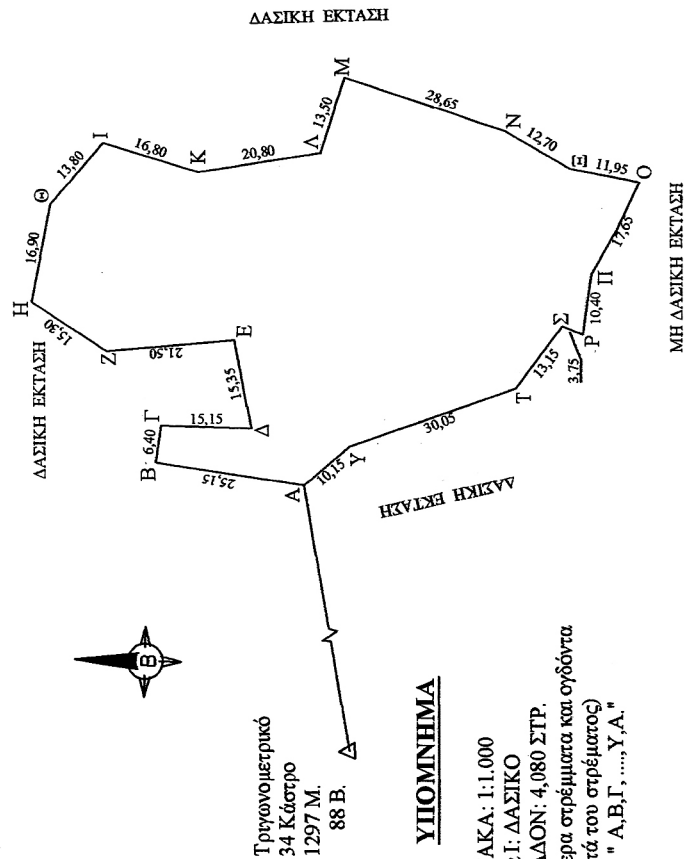 ΔΑΣΙΚΗ ΕΚΤΑΣΗ
ΔΑΣΙΚΗ ΕΚΤΑΣΗ
ΔΑΣΙΚΗ ΕΚΤΑΣΗ
ΜΗ ΔΑΣΙΚΗ ΕΚΤΑΣΗ
Α
25,15
Β
6,40
Γ
15,15
Δ
15,35
Ε
21,50
Ζ
15,30
Η
16,90
Θ
13,80
Ι
16,80
Κ
20,80
Λ
13,50
Μ
28,65
Ν
12,70
[Ξ]
11,95
Ο
17,65
Π
10,40
Ρ
3,75
Σ
13,15
Τ
30,05
Υ
10,15
Β
Τριγωνομετρικό
34 Κάστρο
1297 Μ.
88 Β.
ΥΠΟΜΝΗΜΑ
ΑΚΑ: 1:1.000
Ι: ΔΑΣΙΚΟ
ΑΔΟΝ: 4,080 ΣΤΡ.
ερα στρέμματα και ογδόντα
τά του στρέματος)
" Α,Β,Γ, ....,Υ,Α."